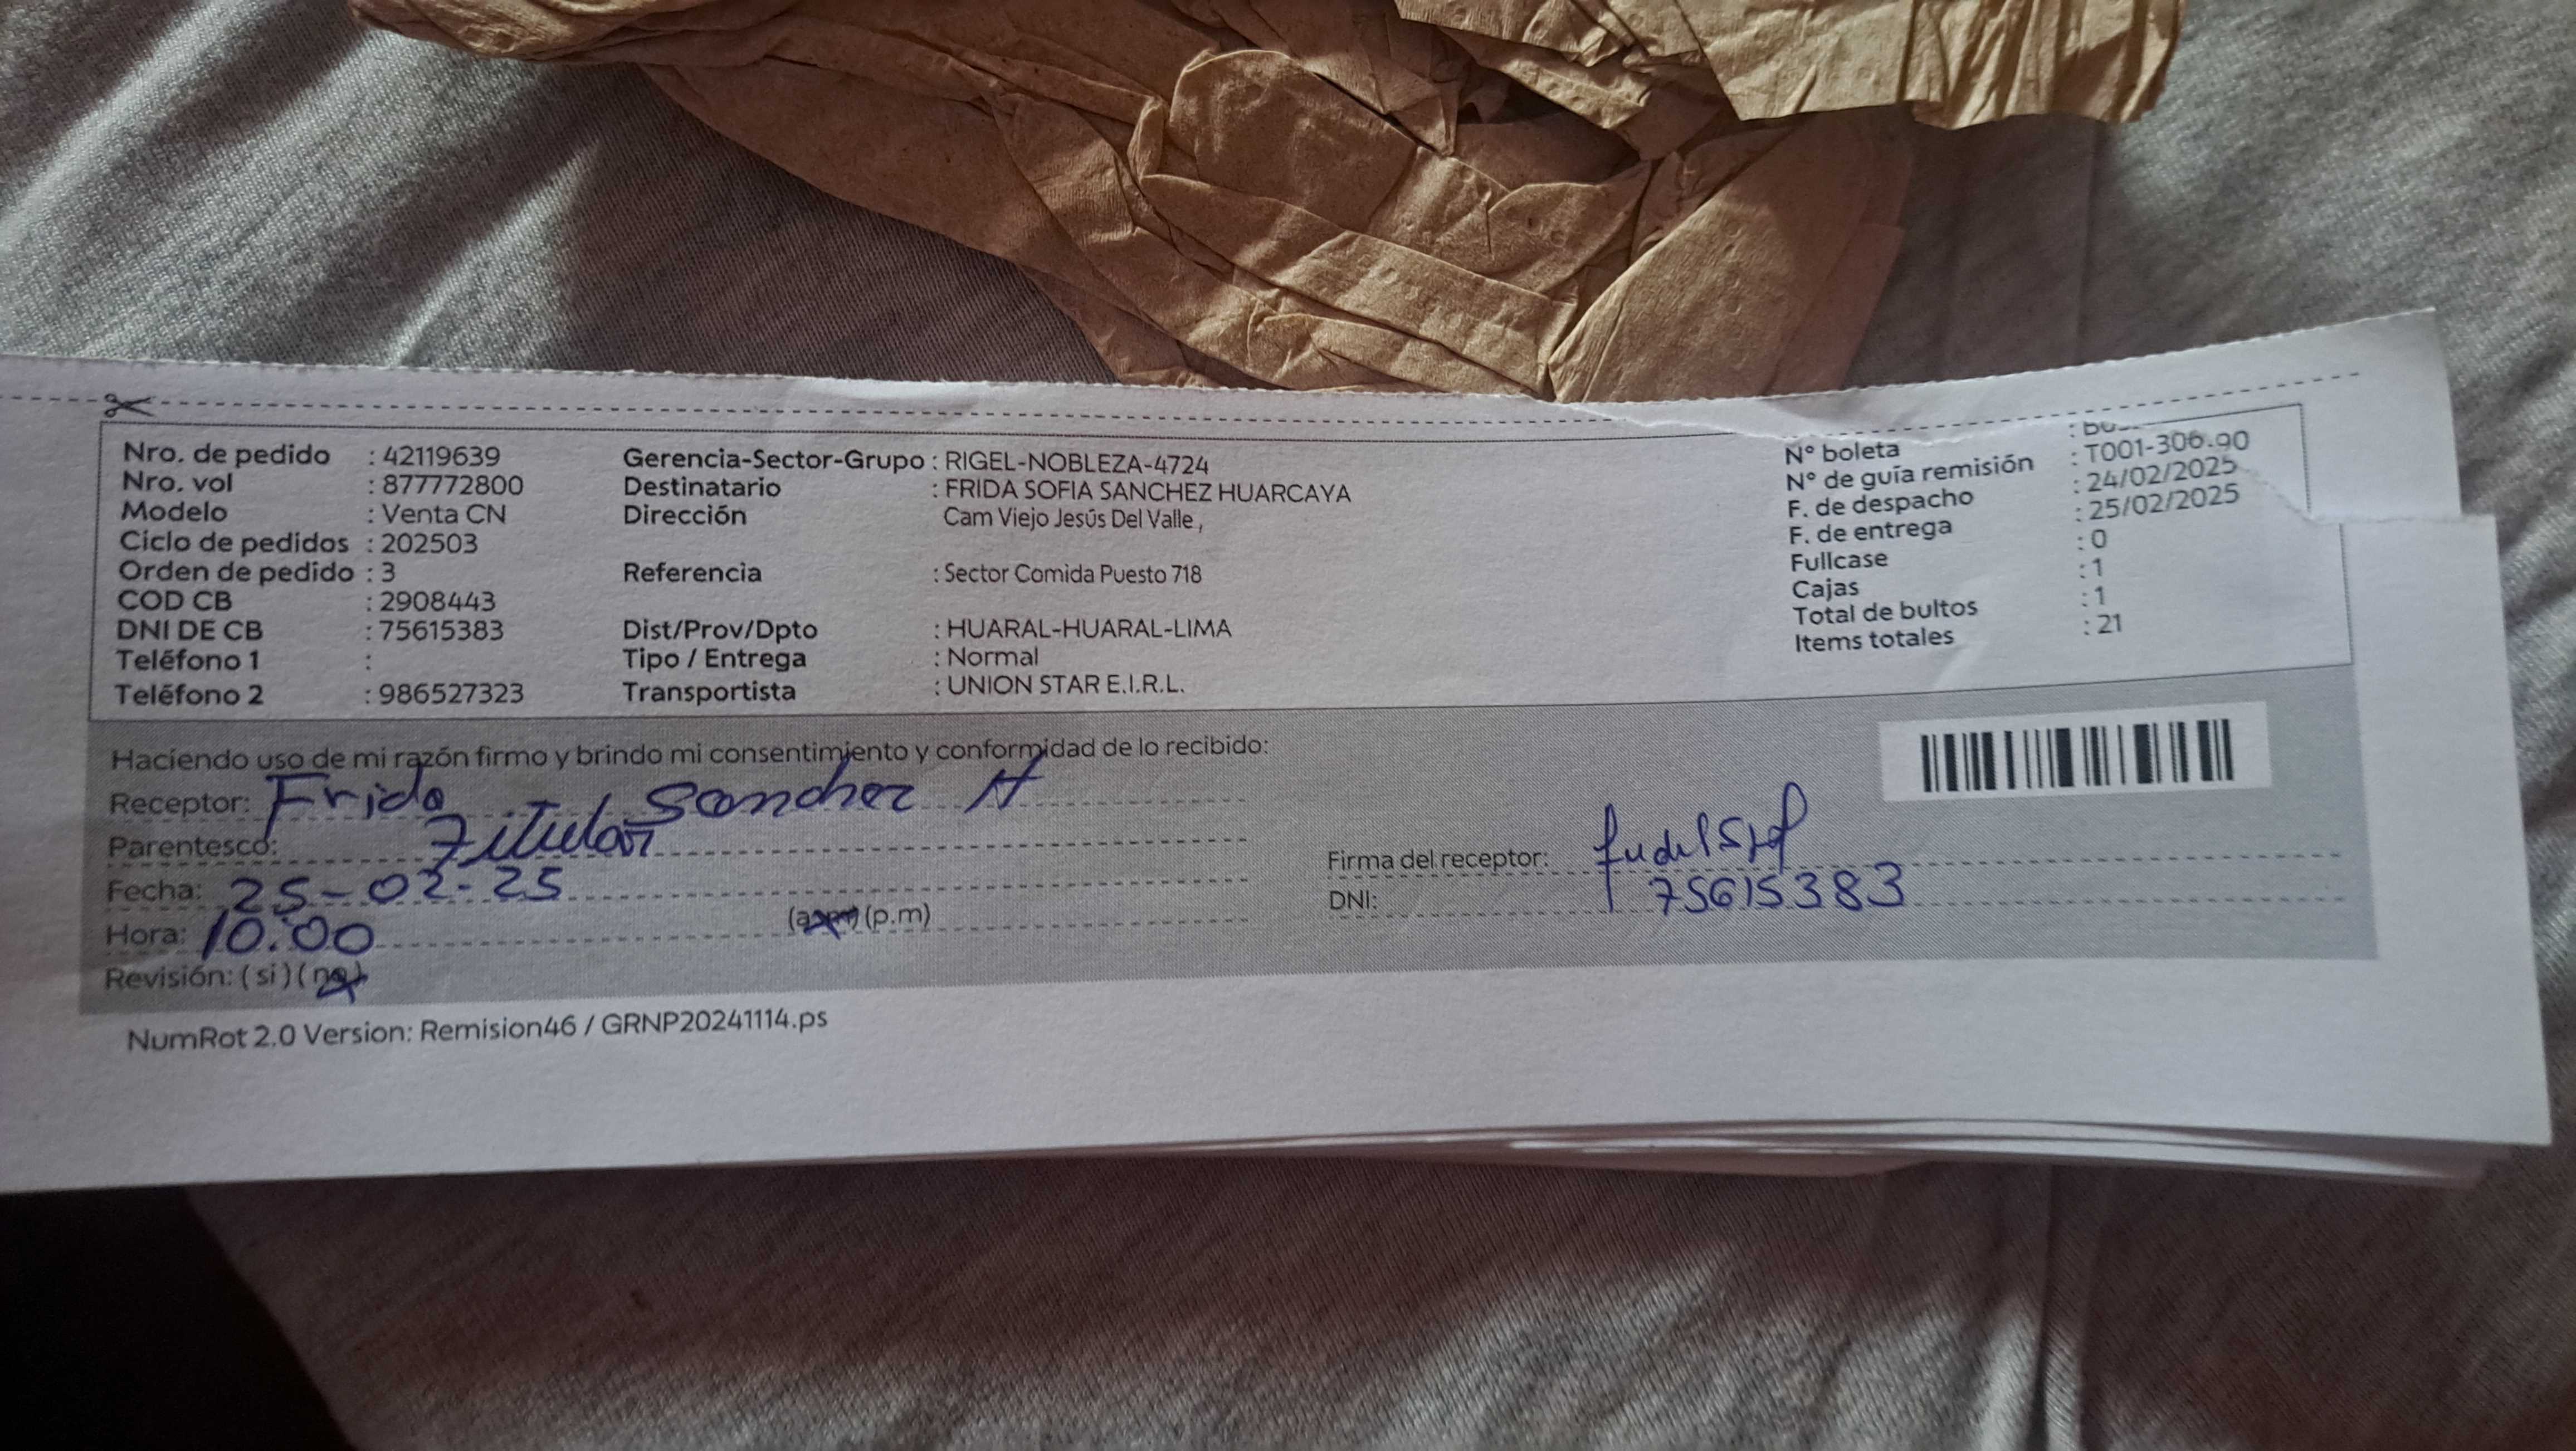 Nro. de pedido : 42119639
Nro. vol : 877772800
Modelo : Venta CN
Ciclo de pedidos : 202503
Orden de pedido : 3
COD CB : 2908443
DNI DE CB : 75615383
Teléfono 1 :
Teléfono 2 : 986527323
Gerencia-Sector-Grupo : RIGEL-NOBLEZA-4724
Destinatario : FRIDA SOFIA SANCHEZ HUARCAYA
Dirección Cam Viejo Jesús Del Valle ,
Referencia : Sector Comida Puesto 718
Dist/Prov/Dpto : HUARAL-HUARAL-LIMA
Tipo / Entrega : Normal
Transportista : UNION STAR E.I.R.L.
N° boleta :
N° de guía remisión : T001-306
F. de despacho : 24/02/2025
F. de entrega : 25/02/2025
Fullcase : 0
Cajas : 1
Total de bultos : 1
Items totales : 21
Haciendo uso de mi razón firmo y brindo mi consentimiento y conformidad de lo recibido:
Receptor: Frida Sanchez H
Parentesco: Titular
Fecha: 25-02-25
Hora: 10:00 (a.m) (p.m)
Revisión: (si) (no)
Firma del receptor:
DNI: 75615383
NumRot 2.0 Version: Remision46 / GRNP20241114.ps